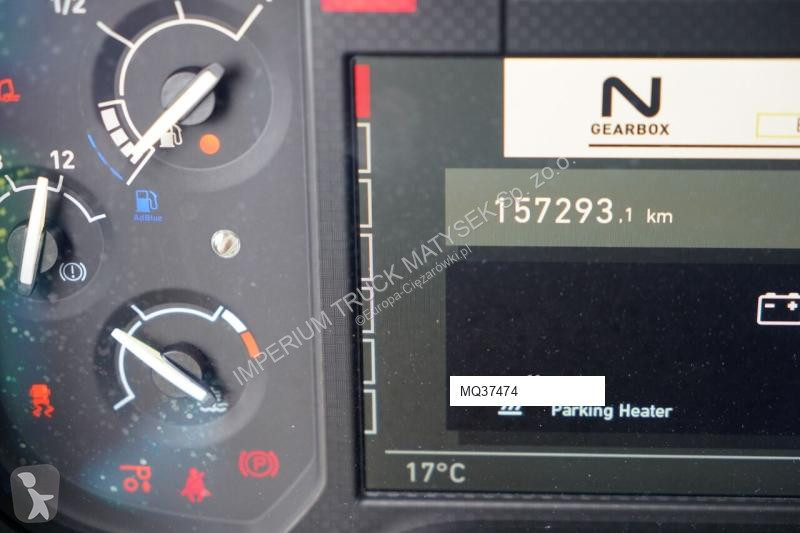 1/2
N
GEARBOX
12
AdBlue
157293,1 km
IMPERIUM TRUCK MATYSEK Sp. zo.o.
©Europa-Ciężarówki.pl
MQ37474
Parking Heater
17°C